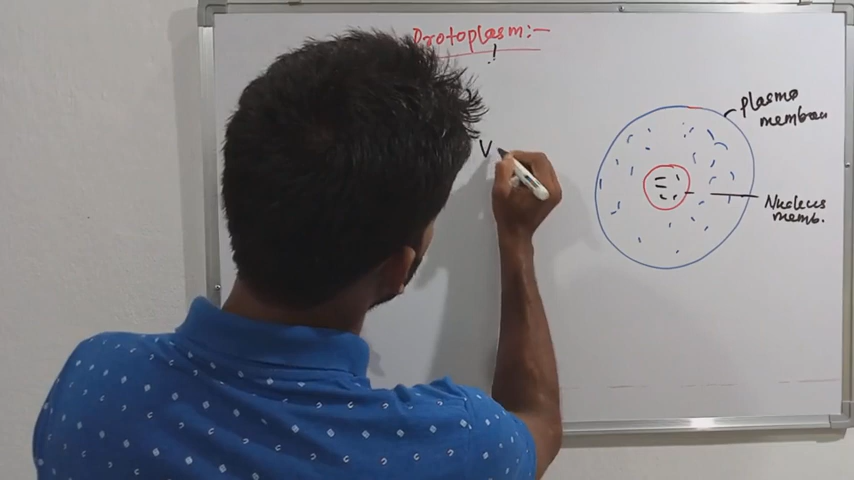 Protoplasm:-
V
Plasma
membran
Nucleus
memb.